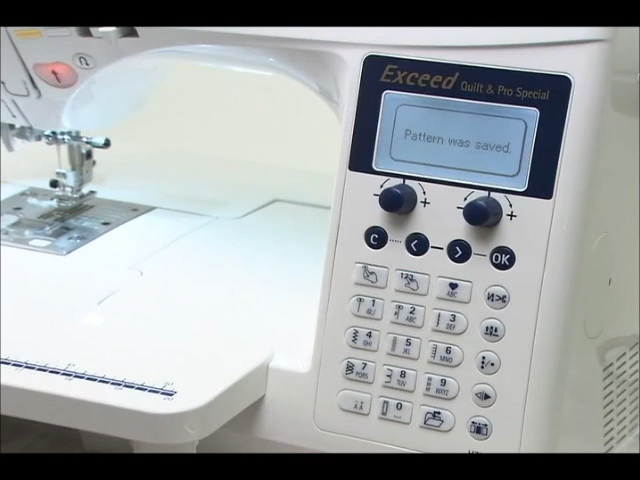 Exceed Quilt & Pro Special
Pattern was saved.
- + - +
C < > OK
123 ABC
1 @U 2 ABC 3 DEF
4 GHI 5 JKL 6 MNO
7 PQRS 8 TUV 9 WXYZ
0